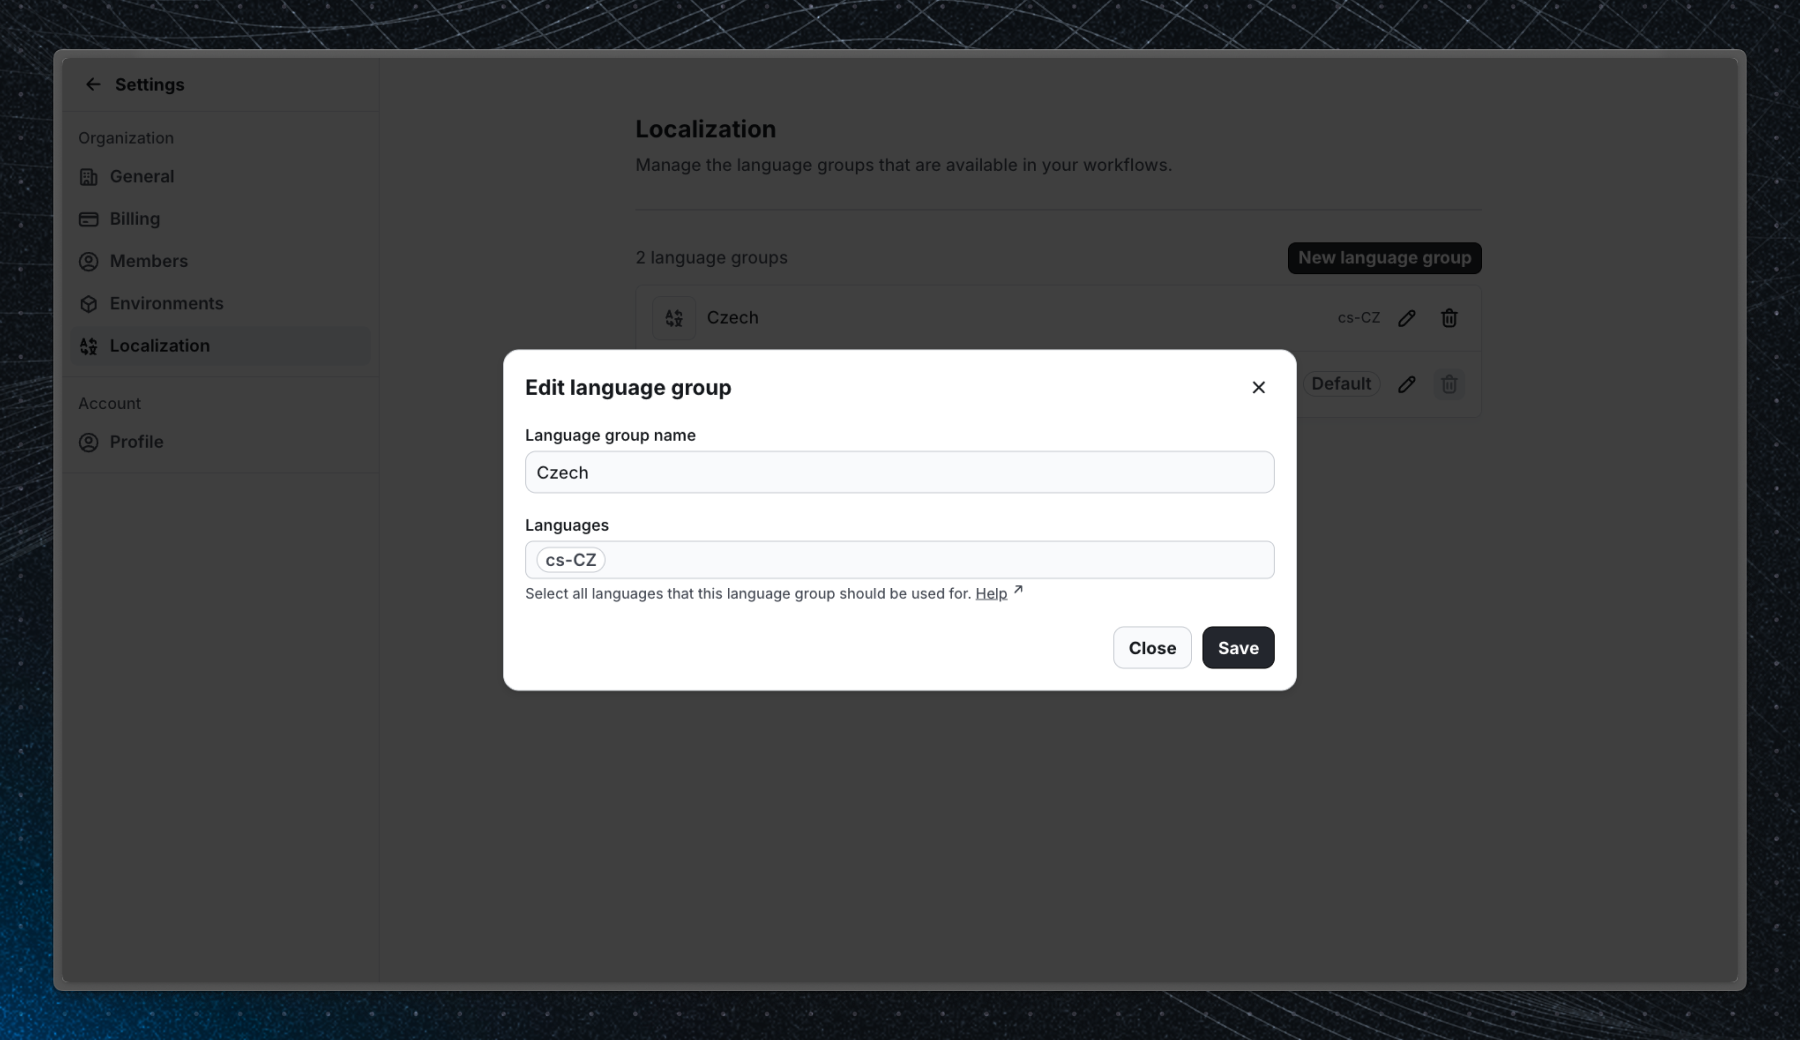 Settings
Organization
General
Billing
Members
Environments
Localization
Account
Profile
Localization
Manage the language groups that are available in your workflows.
2 language groups
New language group
Czech
cs-CZ
Default
Edit language group
Language group name
Czech
Languages
cs-CZ
Select all languages that this language group should be used for. Help
Close
Save